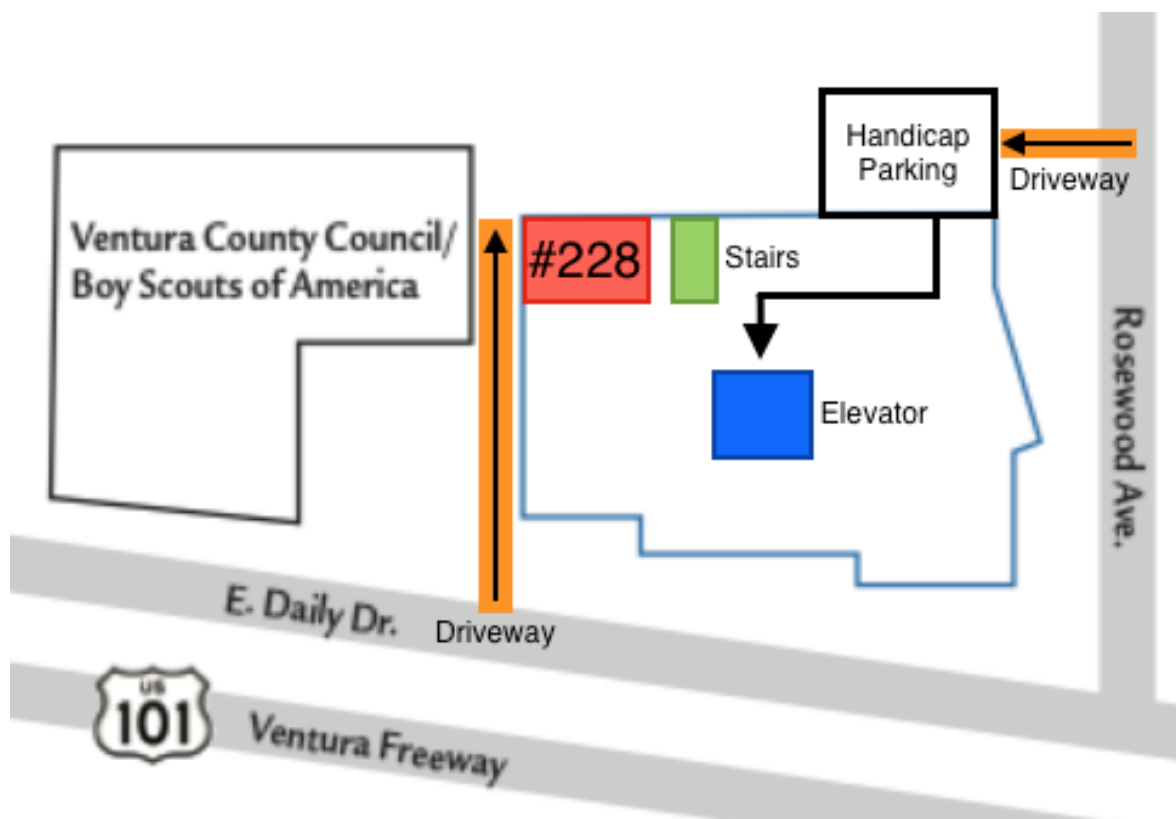 Handicap
Parking
Driveway
Ventura County Council/
Boy Scouts of America
#228
Stairs
Elevator
Rosewood Ave.
E. Daily Dr.
Driveway
US
101
Ventura Freeway